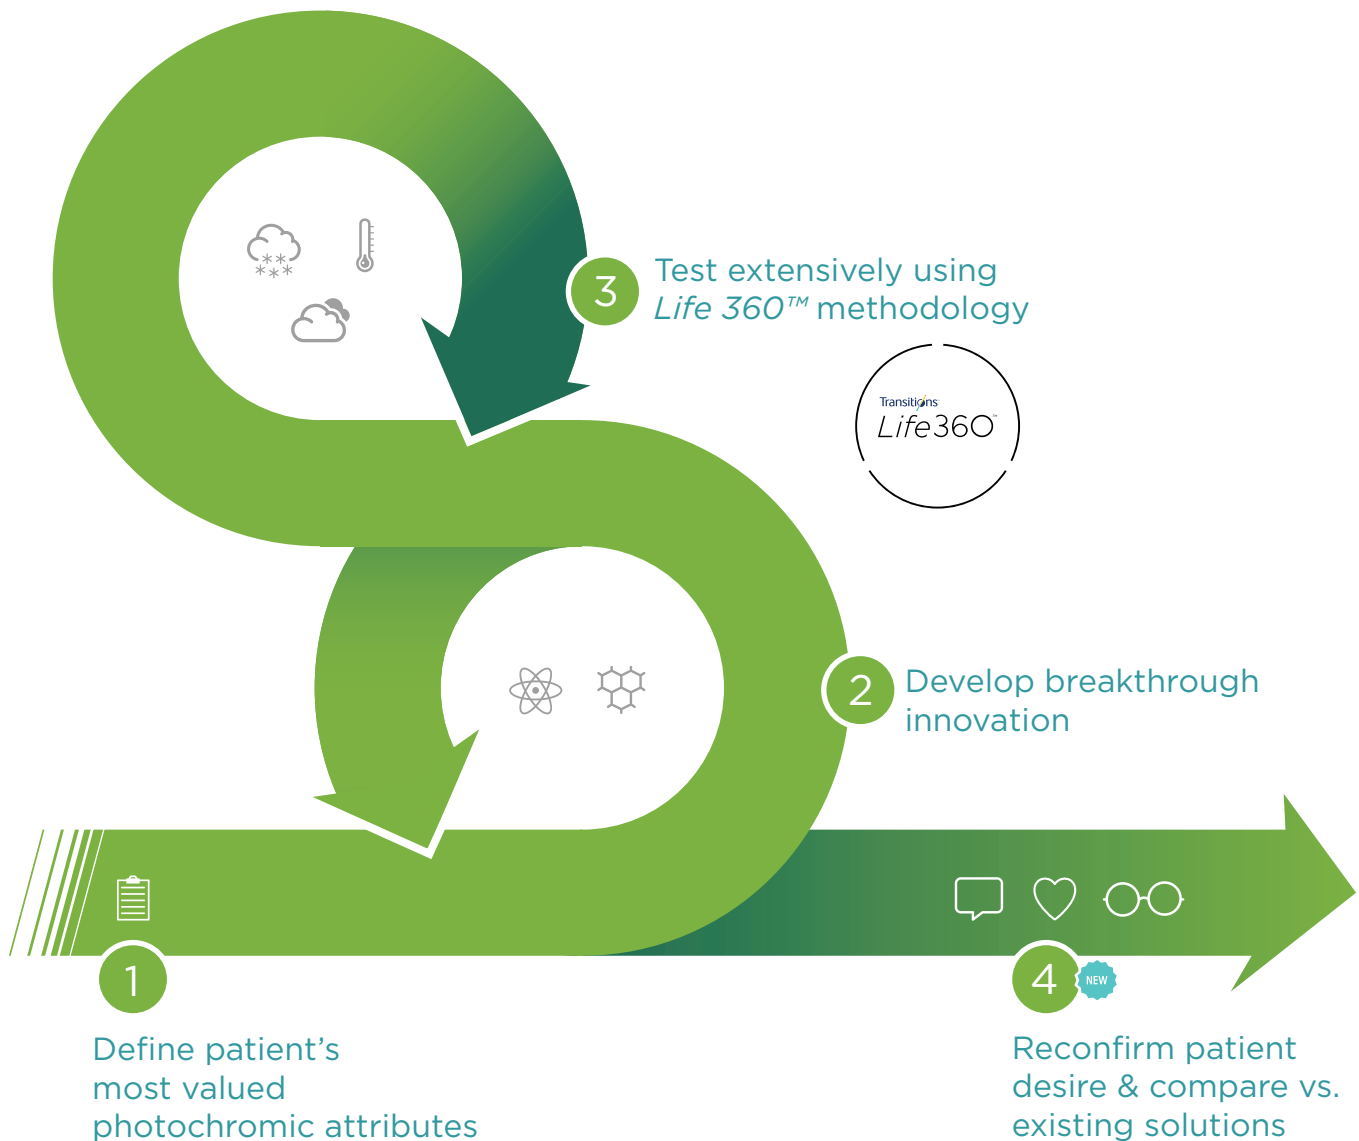 3
Test extensively using
Life 360™ methodology
Transitions
Life360™
2
Develop breakthrough
innovation
1
Define patient’s
most valued
photochromic attributes
4
NEW
Reconfirm patient
desire & compare vs.
existing solutions